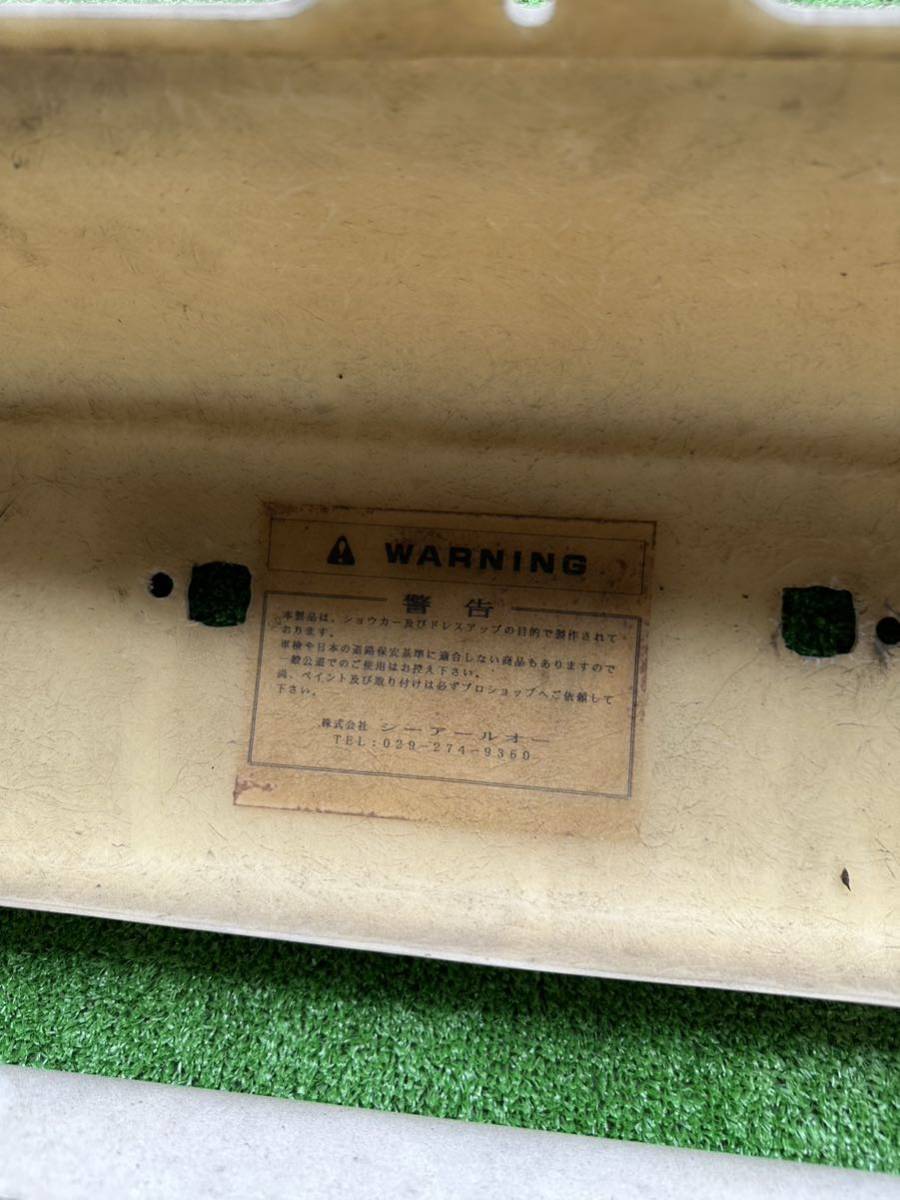 WARNING
警告
本製品は、ショウカー及びドレスアップの目的で製作されて
おります。
車検や日本の道路保安基準に適合しない商品もありますので
一般公道でのご使用はお控え下さい。
尚、ペイント及び取り付けは必ずプロショップへご依頼して
下さい。
株式会社 シーアールオー
TEL:029-274-9360